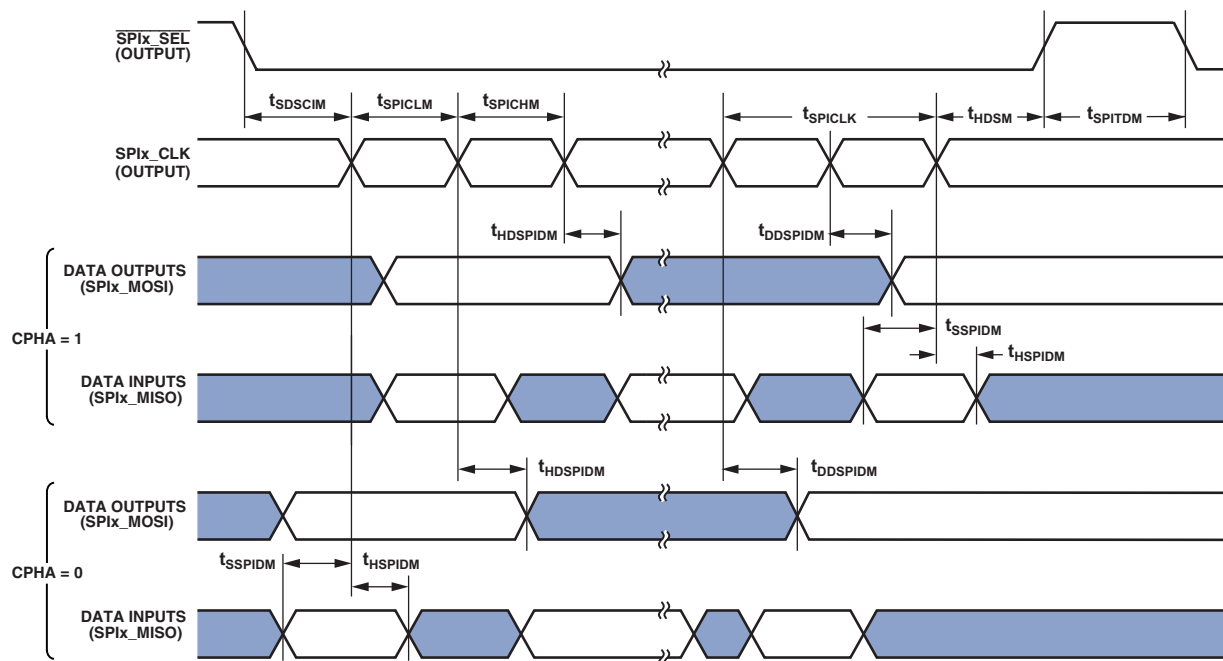 SPIx_SEL
(OUTPUT)
tSDSCIM
tSPICLM
tSPICHM
tSPICLK
tHDSM
tSPITDM
SPIx_CLK
(OUTPUT)
tHDSPIDM
tDDSPIDM
DATA OUTPUTS
(SPIx_MOSI)
CPHA = 1
tSSPIDM
tHSPIDM
DATA INPUTS
(SPIx_MISO)
tHDSPIDM
tDDSPIDM
DATA OUTPUTS
(SPIx_MOSI)
CPHA = 0
tSSPIDM
tHSPIDM
DATA INPUTS
(SPIx_MISO)